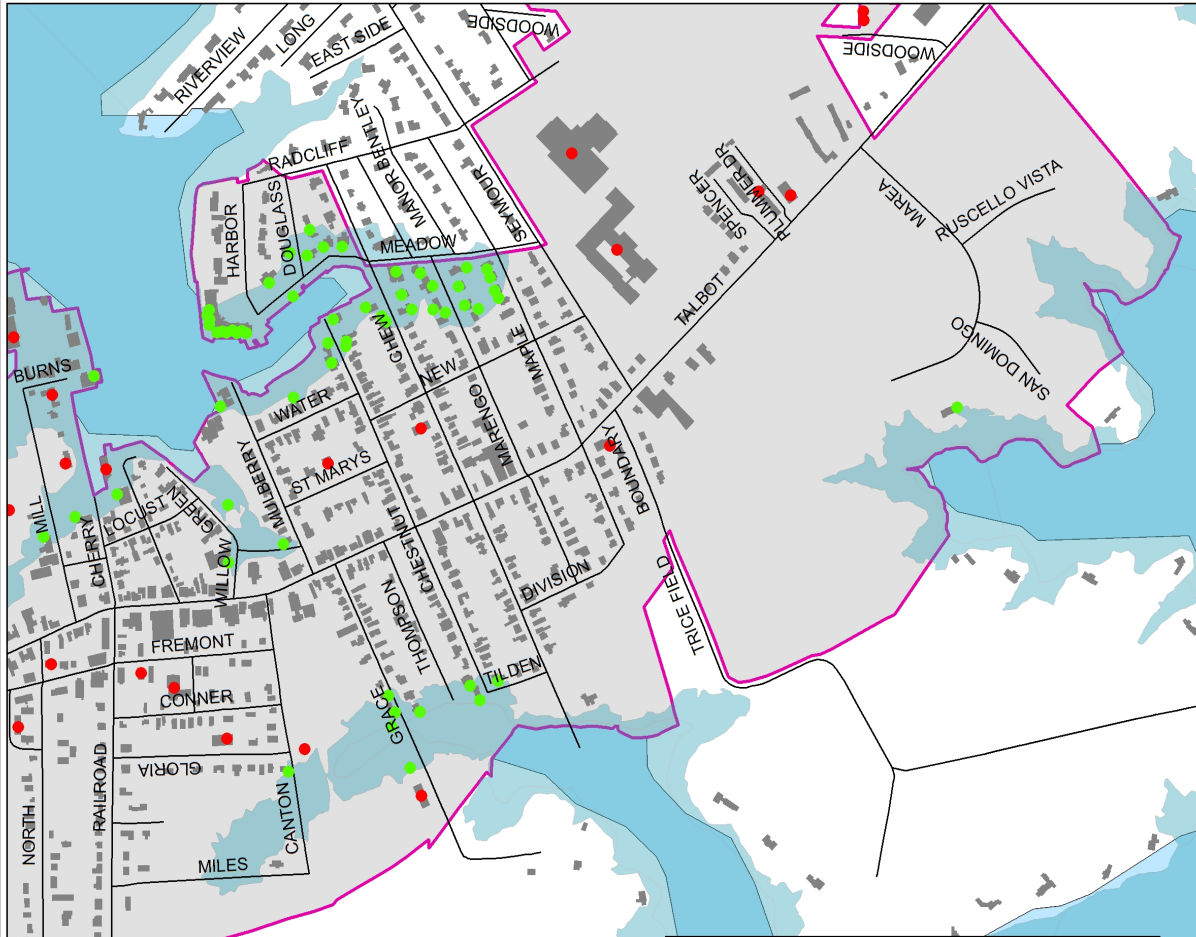 WOODSIDE
LONG
RIVERVIEW
EAST SIDE
WOODSIDE
BENTLEY
RADCLIFF
MANOR
SEYMOUR
PLUMMER DR
SPENCER
MAREA
RUSCELLO VISTA
DOUGLASS
HARBOR
MEADOW
TALBOT
CHEW
MAPLE
SAN DOMINGO
BURNS
NEW
WATER
MARENGO
MULBERRY
ST MARYS
BOUNDARY
MILL
LOCUST
GREEN
CHERRY
WILLOW
CHESTNUT
DIVISION
THOMPSON
TRICE FIELD
FREMONT
TILDEN
CONNER
GRACE
GLORIA
RAILROAD
CANTON
NORTH
MILES